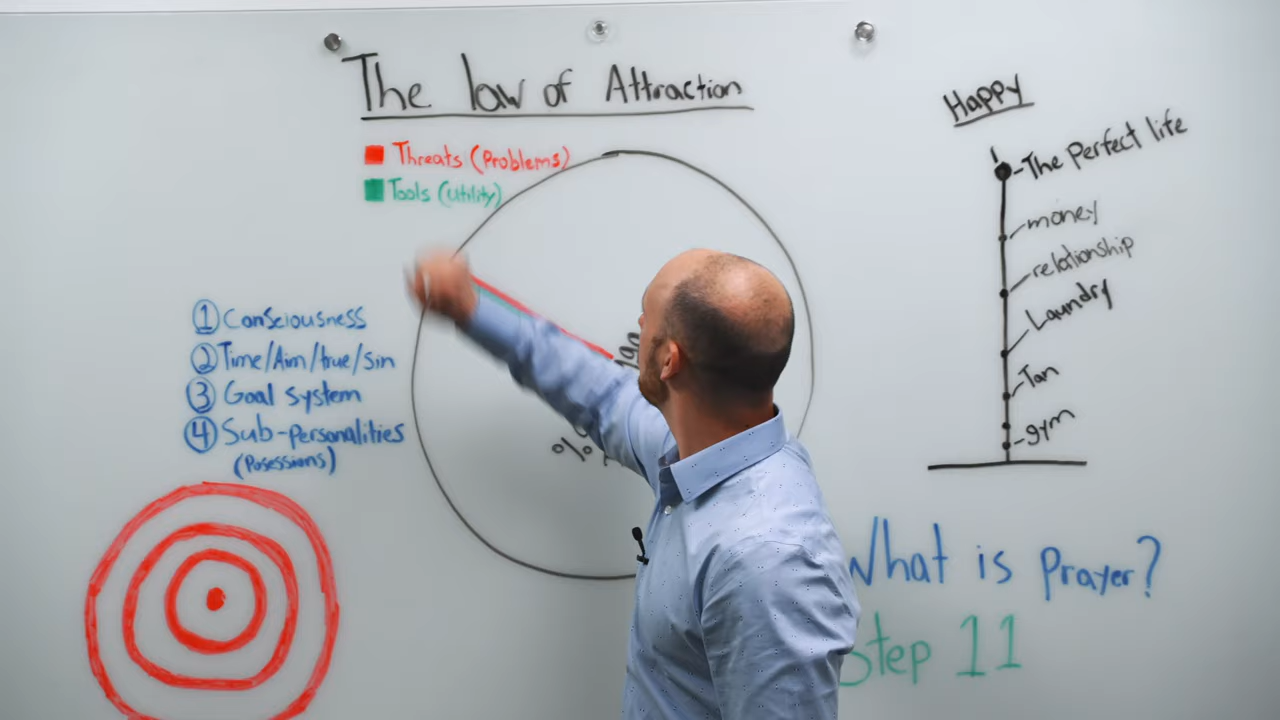 The law of Attraction
Threats (Problems)
Tools (Utility)
① Consciousness
② Time/Aim/true/Sin
③ Goal system
④ Sub-personalities
(Posessions)
%
Happy
The Perfect life
money
relationship
Laundry
Tan
gym
What is prayer?
Step 11